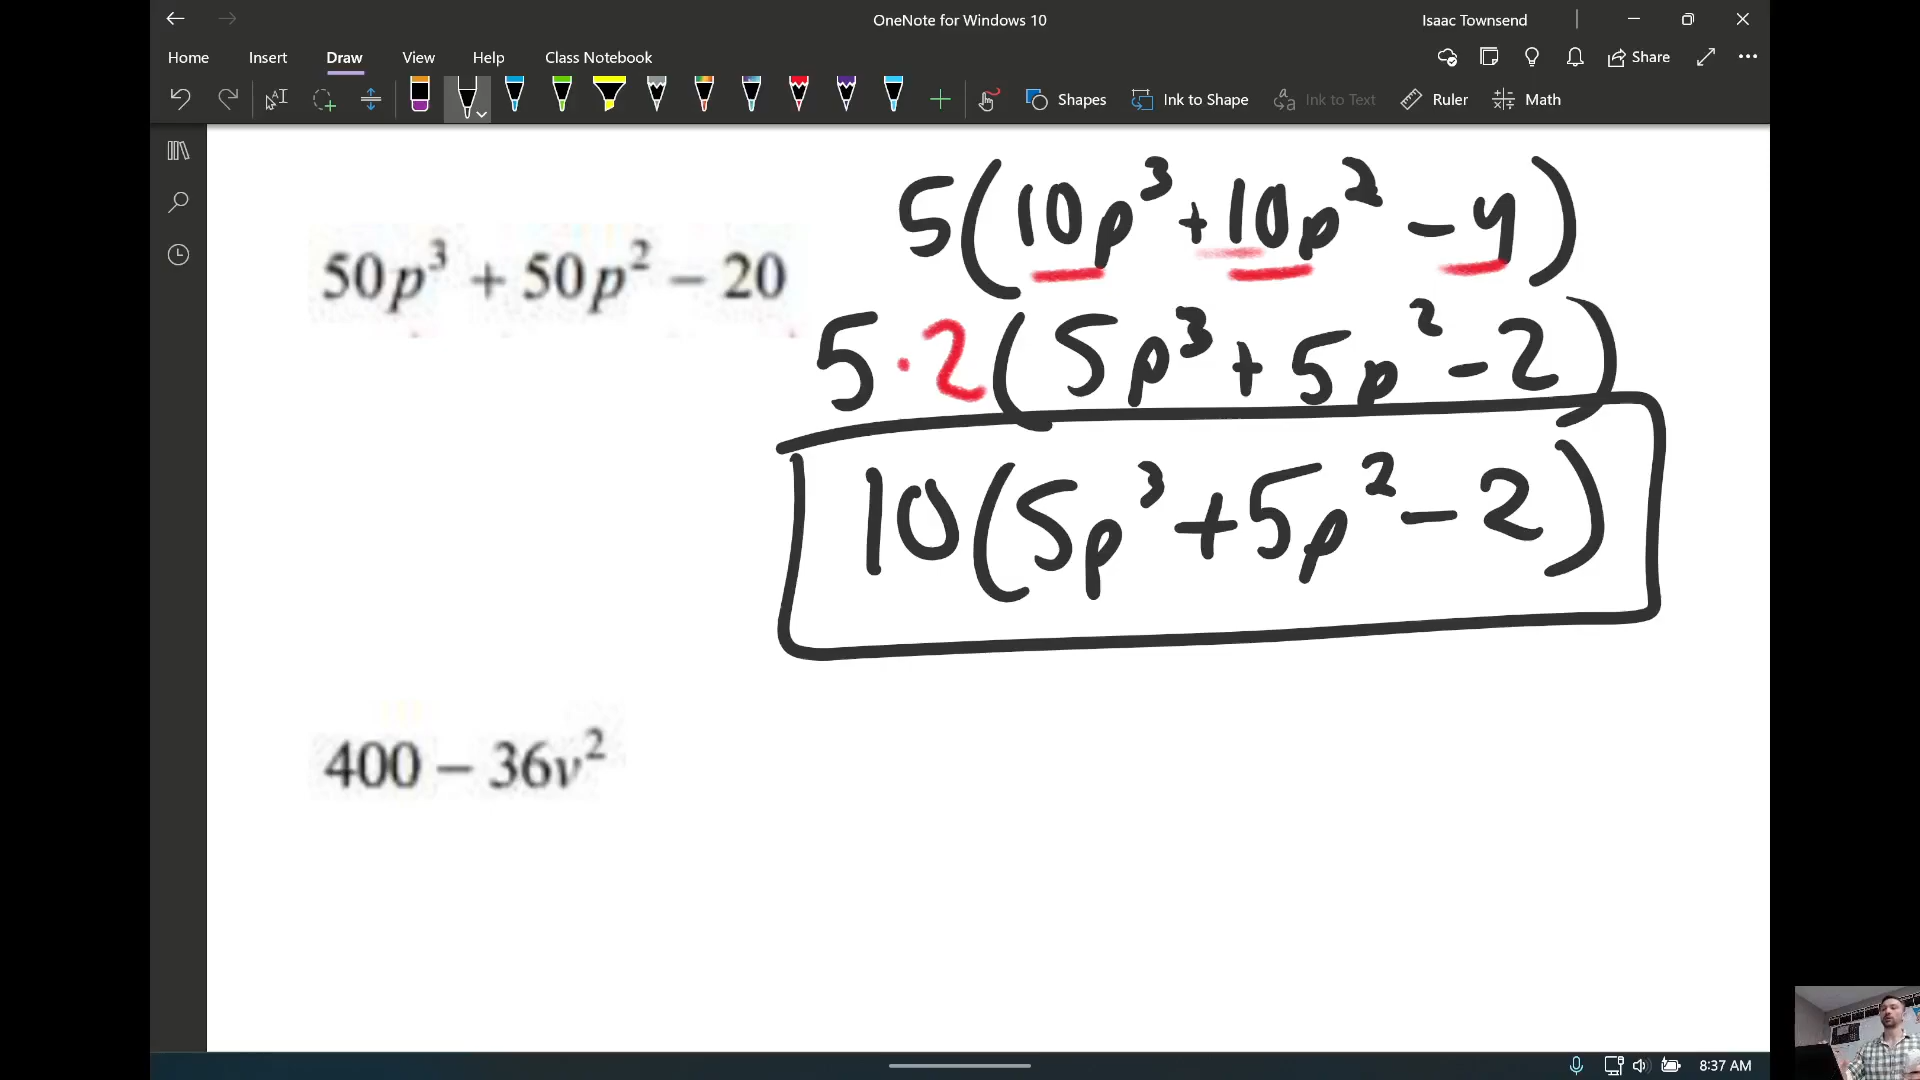 OneNote for Windows 10
Isaac Townsend
Home Insert Draw View Help Class Notebook
Share
Shapes Ink to Shape Ink to Text Ruler Math
50p³ + 50p² − 20
5(10p³ + 10p² − 4)
5 · 2(5p³ + 5p² − 2)
10(5p³ + 5p² − 2)
400 − 36v²
8:37 AM